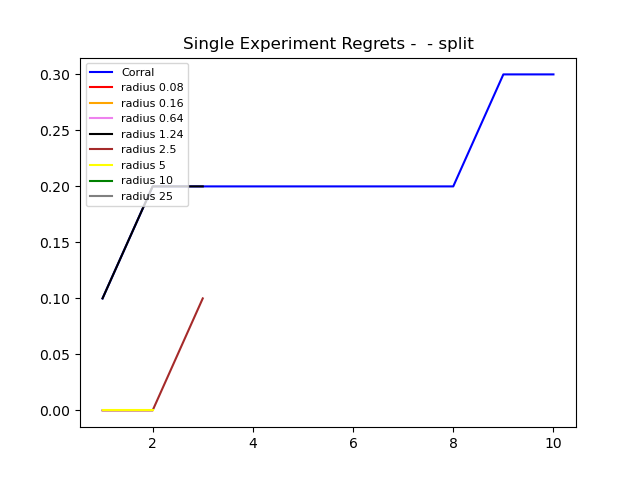 Single Experiment Regrets -  - split
0.30
0.25
0.20
0.15
0.10
0.05
0.00
Corral
radius 0.08
radius 0.16
radius 0.64
radius 1.24
radius 2.5
radius 5
radius 10
radius 25
2
4
6
8
10